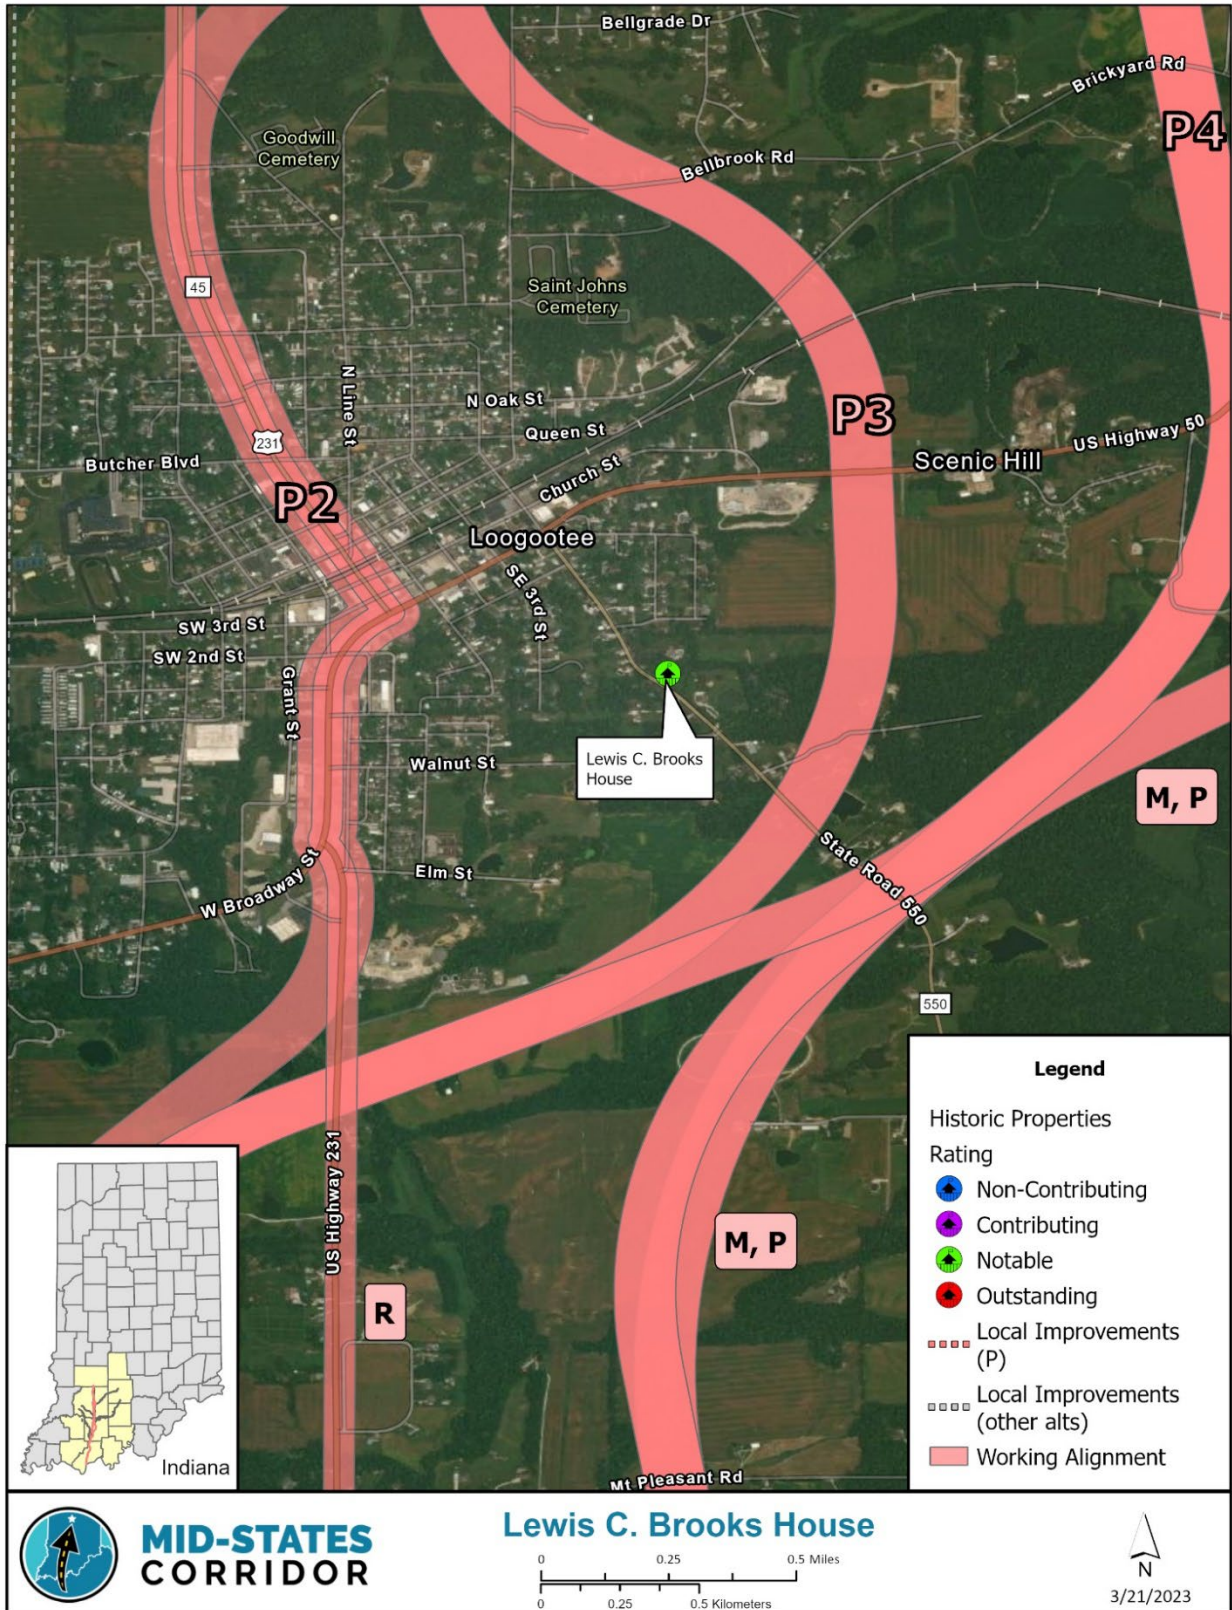 Bellgrade Dr
Brickyard Rd
P4
Goodwill
Cemetery
Bellbrook Rd
45
Saint Johns
Cemetery
N Line St
N Oak St
P3
Queen St
US Highway 50
231
Butcher Blvd
Church St
Scenic Hill
P2
Loogootee
SE 3rd St
SW 3rd St
SW 2nd St
Grant St
Walnut St
Lewis C. Brooks
House
M, P
State Road 550
Elm St
W Broadway St
550
US Highway 231
M, P
R
Mt Pleasant Rd
Legend
Historic Properties
Rating
Non-Contributing
Contributing
Notable
Outstanding
Local Improvements
(P)
Local Improvements
(other alts)
Working Alignment
Indiana
MID-STATES
CORRIDOR
Lewis C. Brooks House
0 0.25 0.5 Miles
0 0.25 0.5 Kilometers
N
3/21/2023